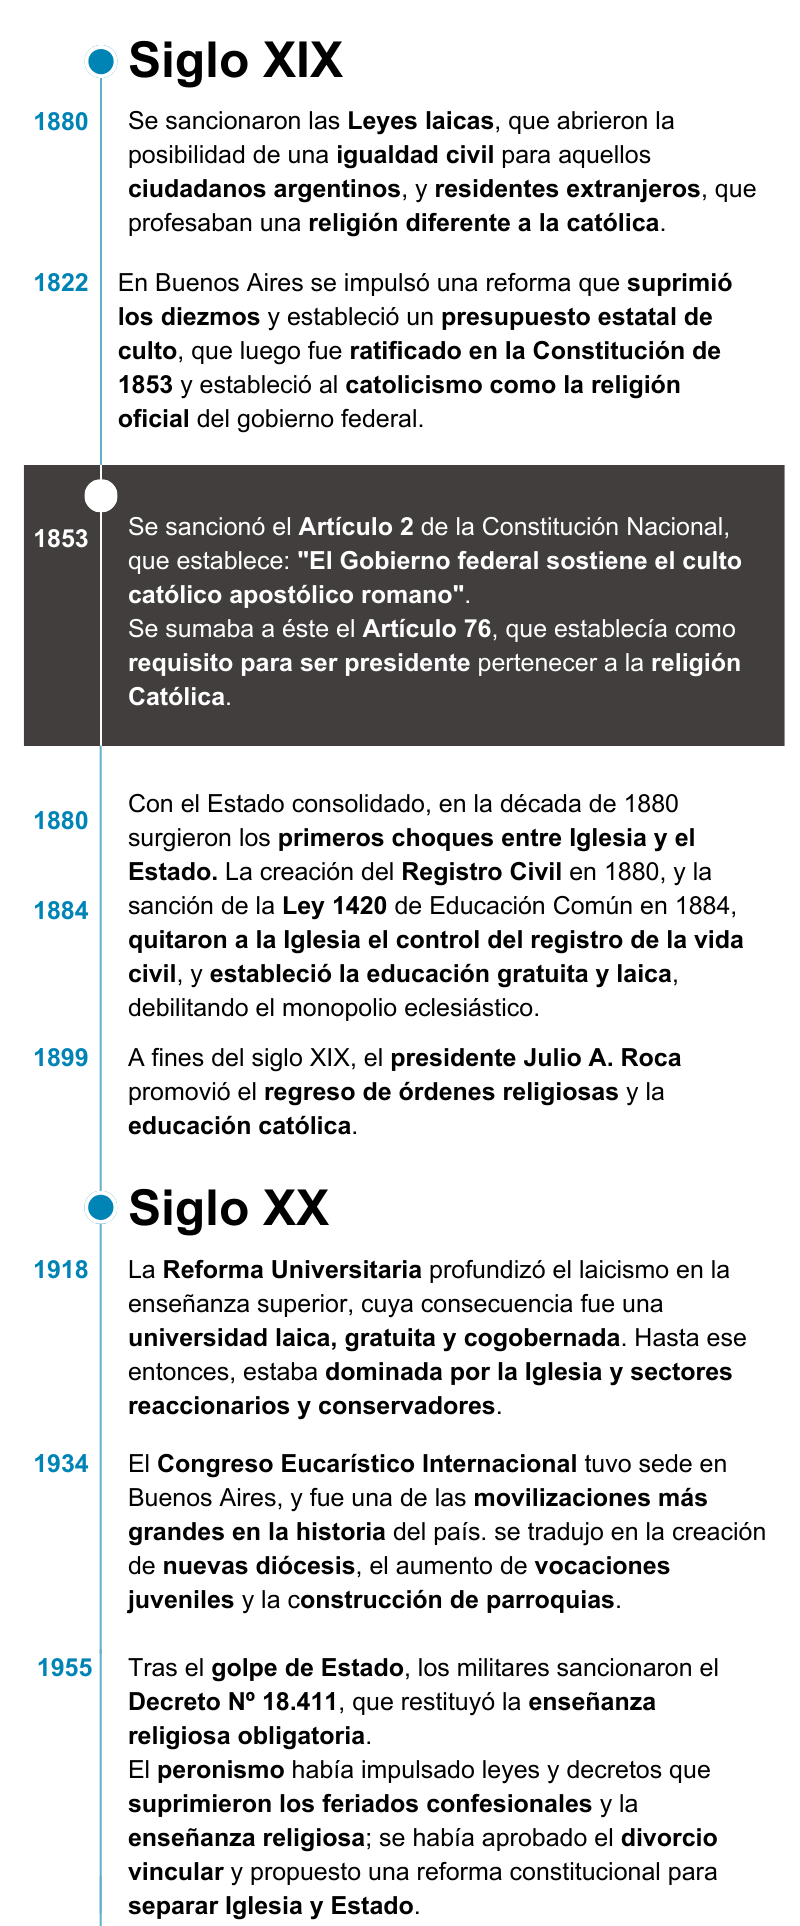 Siglo XIX
1880
Se sancionaron las Leyes laicas, que abrieron la
posibilidad de una igualdad civil para aquellos
ciudadanos argentinos, y residentes extranjeros, que
profesaban una religión diferente a la católica.
1822
En Buenos Aires se impulsó una reforma que suprimió
los diezmos y estableció un presupuesto estatal de
culto, que luego fue ratificado en la Constitución de
1853 y estableció al catolicismo como la religión
oficial del gobierno federal.
1853
Se sancionó el Artículo 2 de la Constitución Nacional,
que establece: "El Gobierno federal sostiene el culto
católico apostólico romano".
Se sumaba a éste el Artículo 76, que establecía como
requisito para ser presidente pertenecer a la religión
Católica.
1880
Con el Estado consolidado, en la década de 1880
surgieron los primeros choques entre Iglesia y el
Estado. La creación del Registro Civil en 1880, y la
1884
sanción de la Ley 1420 de Educación Común en 1884,
quitaron a la Iglesia el control del registro de la vida
civil, y estableció la educación gratuita y laica,
debilitando el monopolio eclesiástico.
1899
A fines del siglo XIX, el presidente Julio A. Roca
promovió el regreso de órdenes religiosas y la
educación católica.
Siglo XX
1918
La Reforma Universitaria profundizó el laicismo en la
enseñanza superior, cuya consecuencia fue una
universidad laica, gratuita y cogobernada. Hasta ese
entonces, estaba dominada por la Iglesia y sectores
reaccionarios y conservadores.
1934
El Congreso Eucarístico Internacional tuvo sede en
Buenos Aires, y fue una de las movilizaciones más
grandes en la historia del país. se tradujo en la creación
de nuevas diócesis, el aumento de vocaciones
juveniles y la construcción de parroquias.
1955
Tras el golpe de Estado, los militares sancionaron el
Decreto Nº 18.411, que restituyó la enseñanza
religiosa obligatoria.
El peronismo había impulsado leyes y decretos que
suprimieron los feriados confesionales y la
enseñanza religiosa; se había aprobado el divorcio
vincular y propuesto una reforma constitucional para
separar Iglesia y Estado.